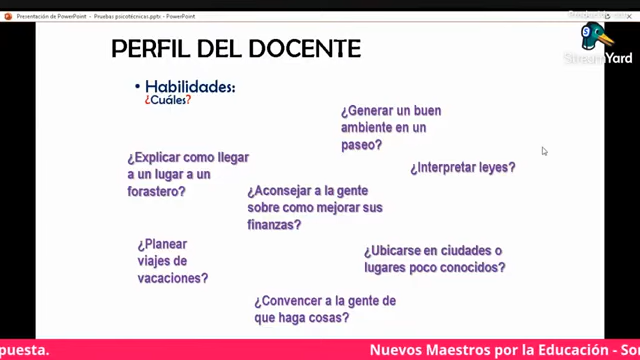 Presentación de PowerPoint - Pruebas psicotécnicas.pptx - PowerPoint
StreamYard
PERFIL DEL DOCENTE
• Habilidades:
¿Cuáles?
¿Generar un buen
ambiente en un
paseo?
¿Explicar como llegar
a un lugar a un
forastero?
¿Interpretar leyes?
¿Aconsejar a la gente
sobre como mejorar sus
finanzas?
¿Planear
viajes de
vacaciones?
¿Ubicarse en ciudades o
lugares poco conocidos?
¿Convencer a la gente de
que haga cosas?
puesta.
Nuevos Maestros por la Educación - So